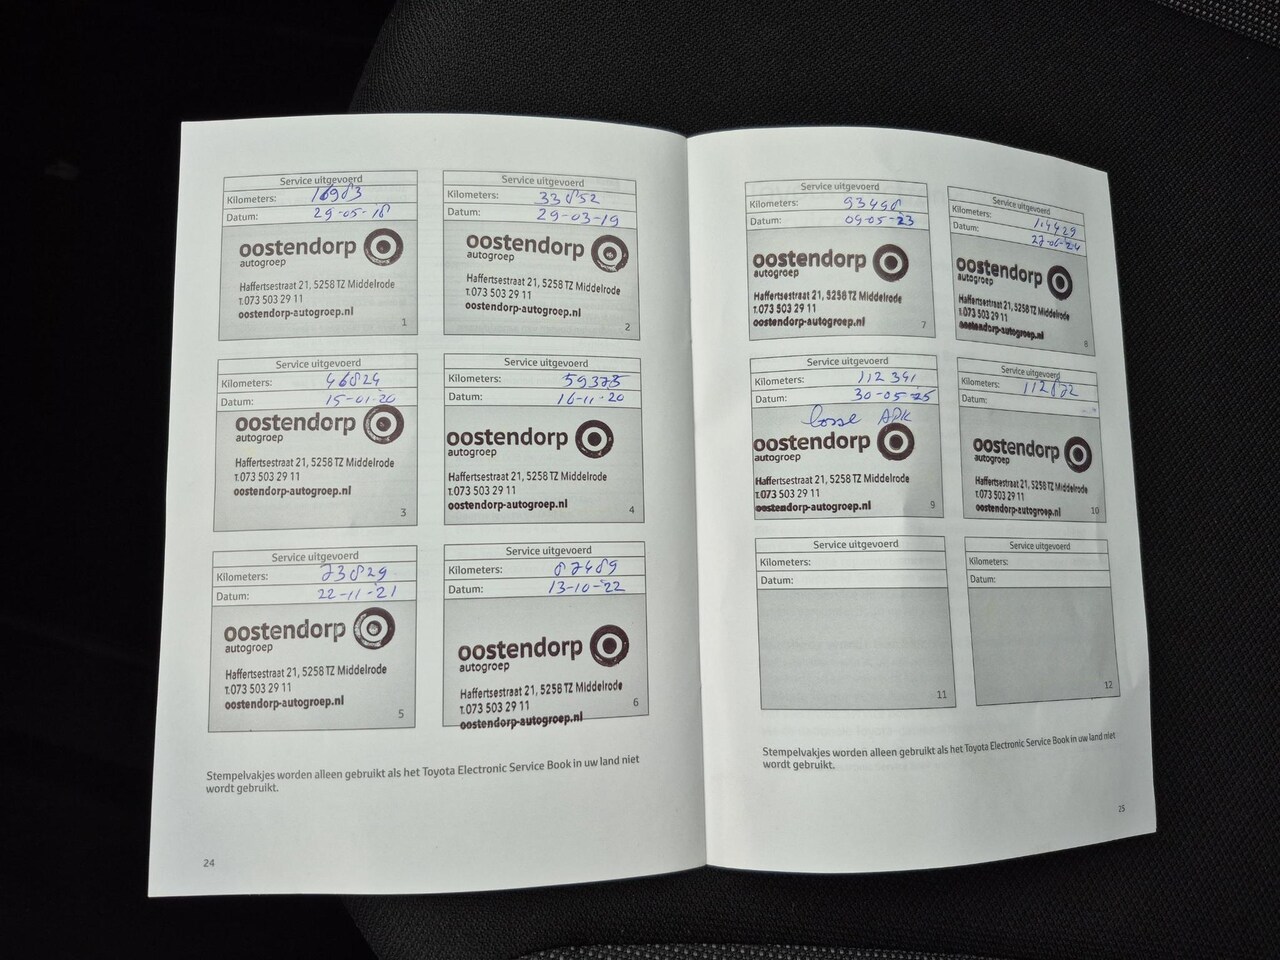 Service uitgevoerd
Kilometers: 16983
Datum: 29-05-18
oostendorp
autogroep
Haffertsestraat 21, 5258 TZ Middelrode
t.073 503 29 11
oostendorp-autogroep.nl
1
Service uitgevoerd
Kilometers: 33852
Datum: 29-03-19
oostendorp
autogroep
Haffertsestraat 21, 5258 TZ Middelrode
t.073 503 29 11
oostendorp-autogroep.nl
2
Service uitgevoerd
Kilometers: 46824
Datum: 15-01-20
oostendorp
autogroep
Haffertsestraat 21, 5258 TZ Middelrode
t.073 503 29 11
oostendorp-autogroep.nl
3
Service uitgevoerd
Kilometers: 59375
Datum: 16-11-20
oostendorp
autogroep
Haffertsestraat 21, 5258 TZ Middelrode
t.073 503 29 11
oostendorp-autogroep.nl
4
Service uitgevoerd
Kilometers: 73829
Datum: 22-11-21
oostendorp
autogroep
Haffertsestraat 21, 5258 TZ Middelrode
t.073 503 29 11
oostendorp-autogroep.nl
5
Service uitgevoerd
Kilometers: 87489
Datum: 13-10-22
oostendorp
autogroep
Haffertsestraat 21, 5258 TZ Middelrode
t.073 503 29 11
oostendorp-autogroep.nl
6
Stempelvakjes worden alleen gebruikt als het Toyota Electronic Service Book in uw land niet
wordt gebruikt.
24
Service uitgevoerd
Kilometers: 93498
Datum: 09-05-23
oostendorp
autogroep
Haffertsestraat 21, 5258 TZ Middelrode
t.073 503 29 11
oostendorp-autogroep.nl
7
Service uitgevoerd
Kilometers:
Datum:
oostendorp
autogroep
Haffertsestraat 21, 5258 TZ Middelrode
t.073 503 29 11
oostendorp-autogroep.nl
8
Service uitgevoerd
Kilometers: 112 341
Datum: 30-05-25
losse APK
oostendorp
autogroep
Haffertsestraat 21, 5258 TZ Middelrode
t.073 503 29 11
oostendorp-autogroep.nl
9
Service uitgevoerd
Kilometers: 112872
Datum:
oostendorp
autogroep
Haffertsestraat 21, 5258 TZ Middelrode
t.073 503 29 11
oostendorp-autogroep.nl
10
Service uitgevoerd
Kilometers:
Datum:
11
Service uitgevoerd
Kilometers:
Datum:
12
Stempelvakjes worden alleen gebruikt als het Toyota Electronic Service Book in uw land niet
wordt gebruikt.
25